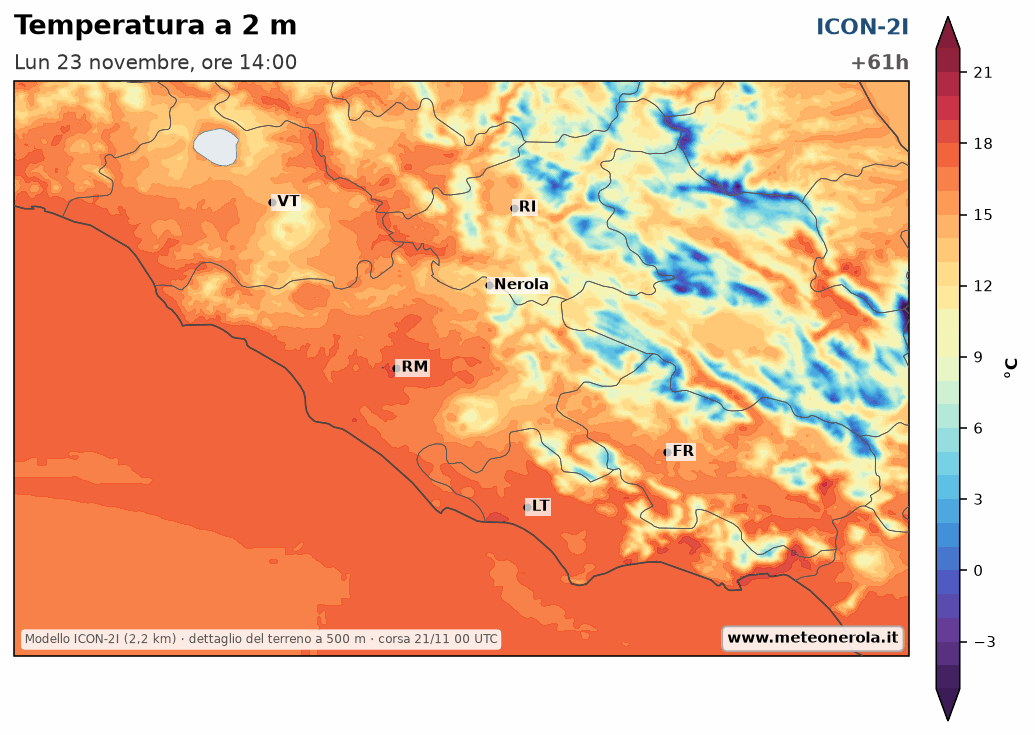 Temperatura a 2 m
ICON-2I
Lun 23 novembre, ore 14:00
+61h
21
18
VT
RI
15
Nerola
12
9
°C
RM
6
FR
3
LT
0
Modello ICON-2I (2,2 km) · dettaglio del terreno a 500 m · corsa 21/11 00 UTC
www.meteonerola.it
−3